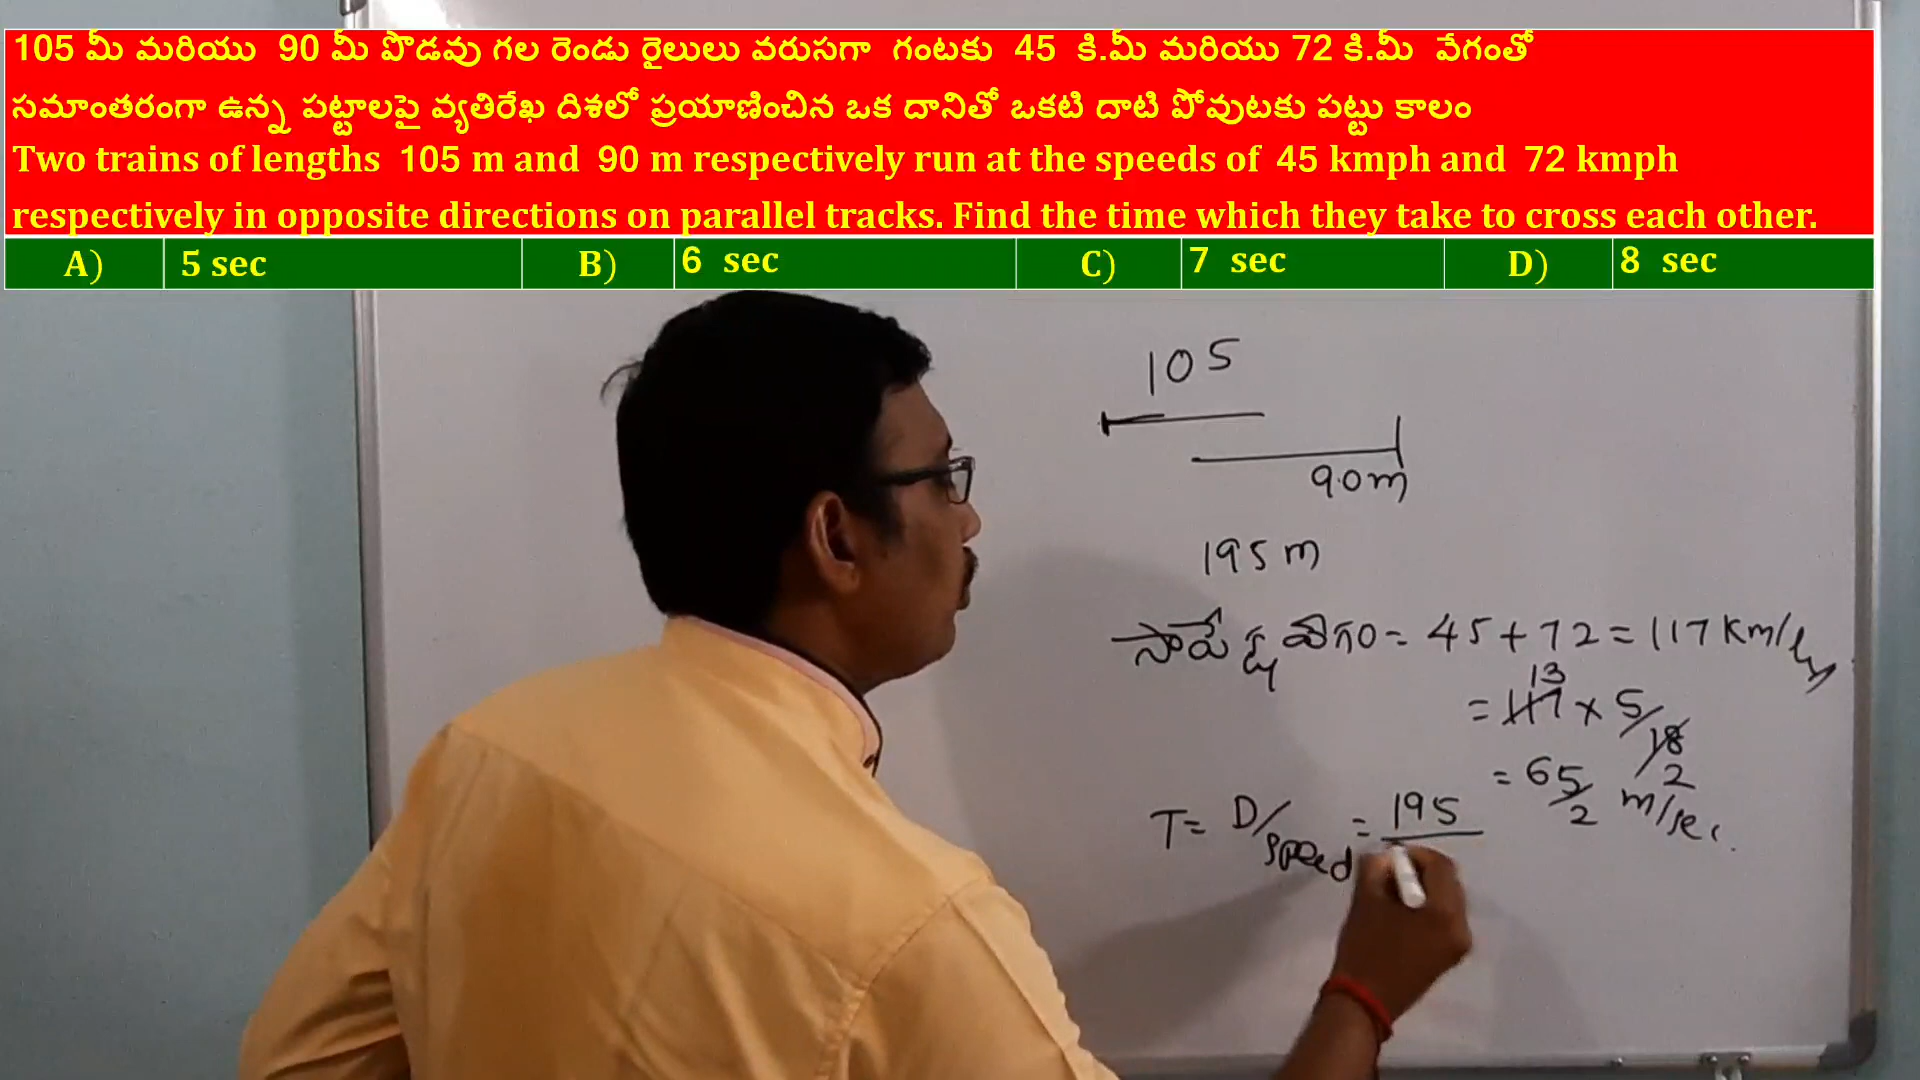 105 మీ మరియు 90 మీ పొడవు గల రెండు రైలులు వరుసగా గంటకు 45 కి.మీ మరియు 72 కి.మీ వేగంతో
సమాంతరంగా ఉన్న పట్టాలపై వ్యతిరేఖ దిశలో ప్రయాణించిన ఒక దానితో ఒకటి దాటి పోవుటకు పట్టు కాలం
Two trains of lengths 105 m and 90 m respectively run at the speeds of 45 kmph and 72 kmph
respectively in opposite directions on parallel tracks. Find the time which they take to cross each other.
A) 5 sec B) 6 sec C) 7 sec D) 8 sec
105
90m
195 m
సాపేక్ష వేగం = 45 + 72 = 117 Km/hr
13
= 117 x 5/18
2
= 65/2 m/sec.
T = D/speed = 195